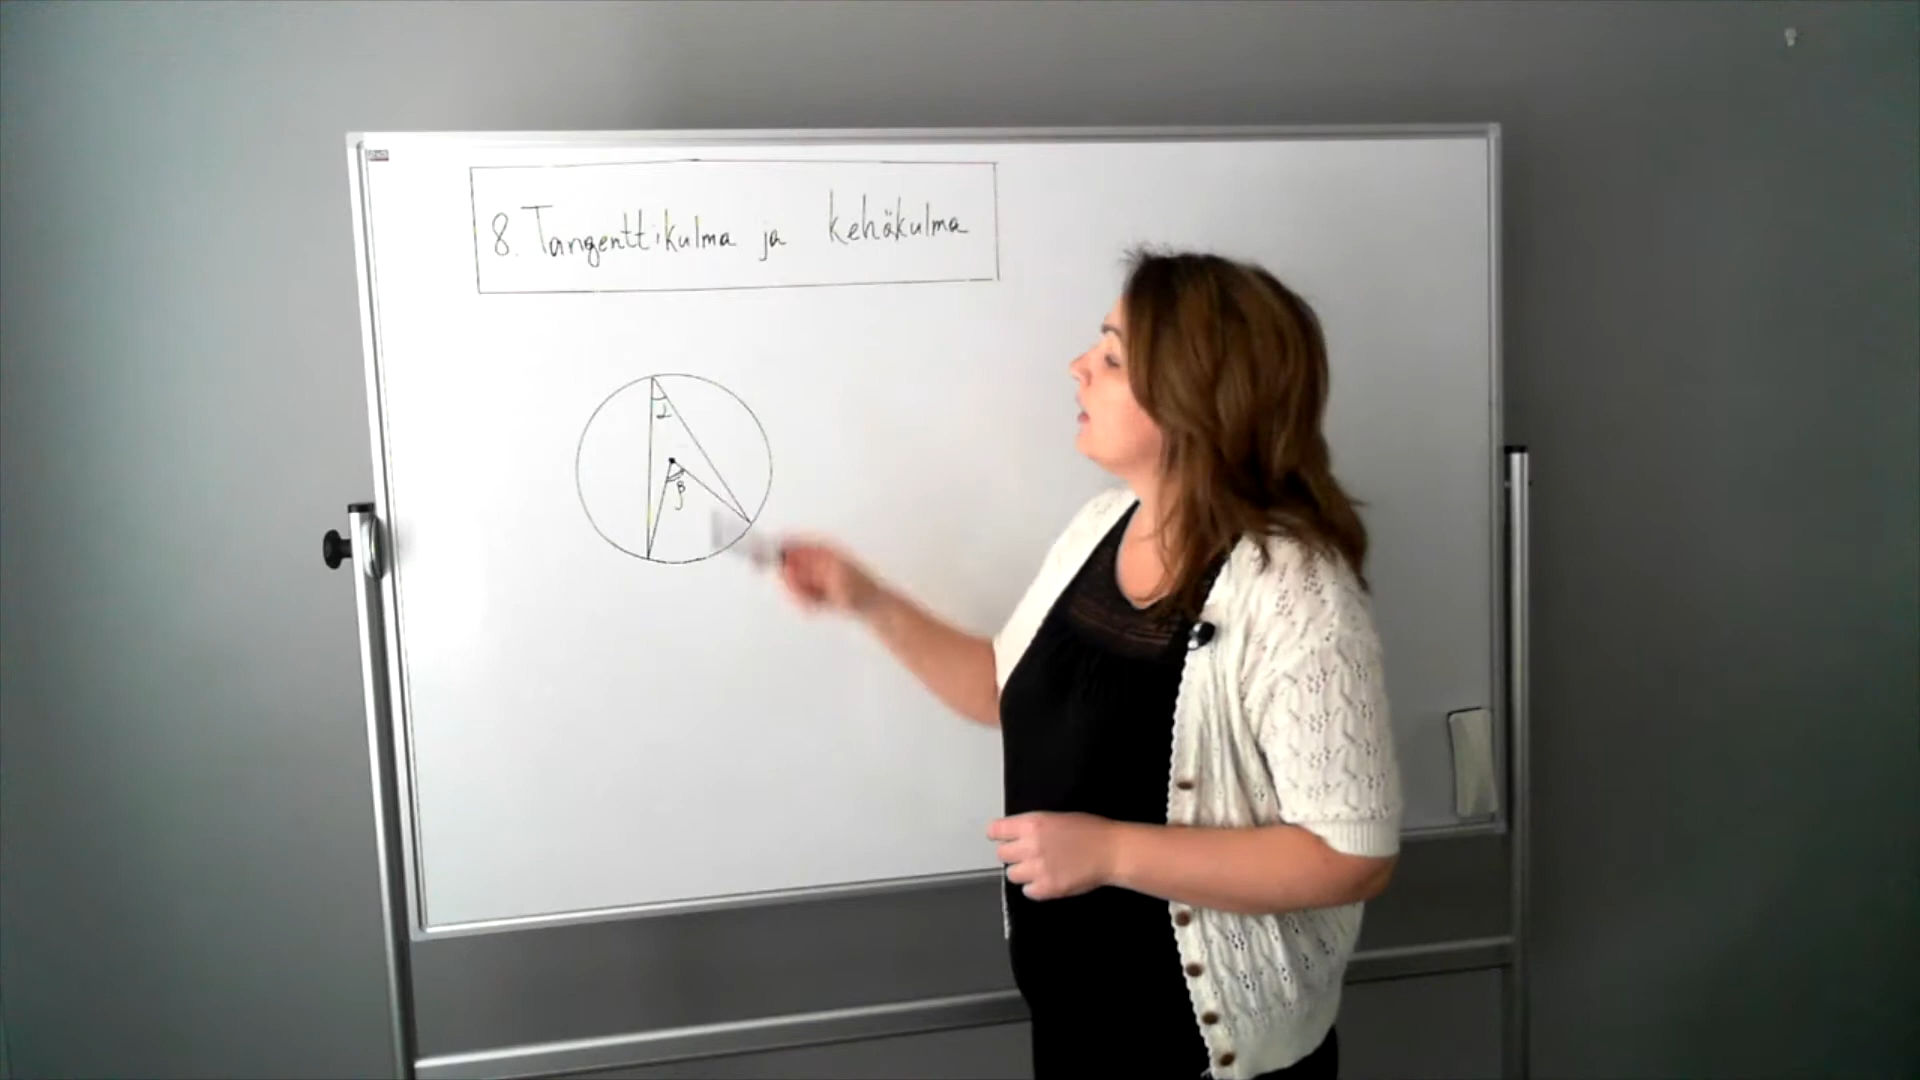 8. Tangenttikulma ja kehäkulma
α
β